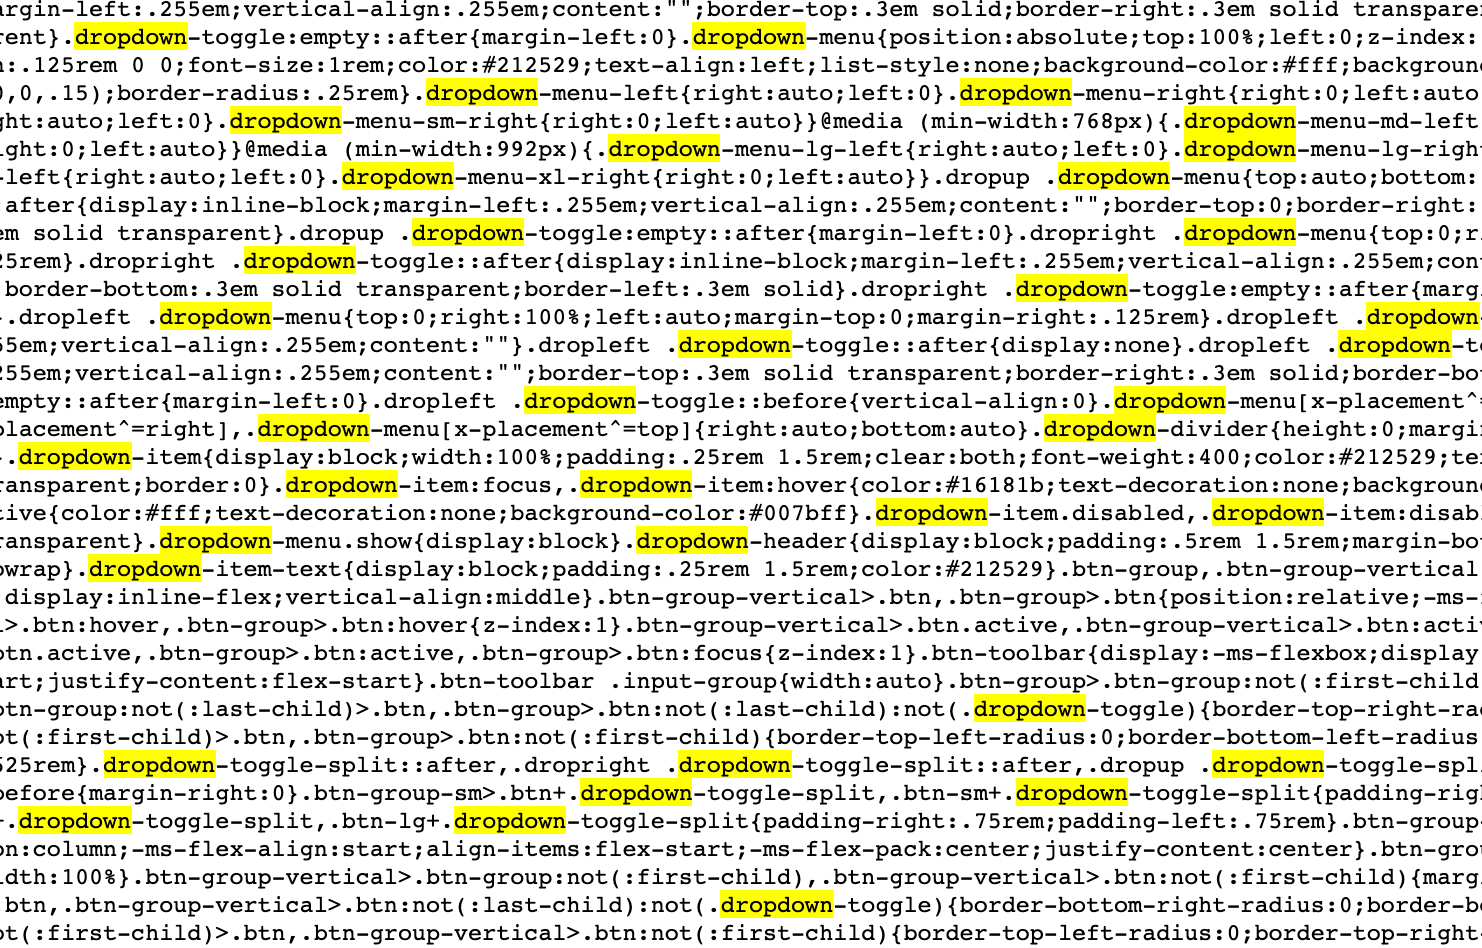 argin-left:.255em;vertical-align:.255em;content:"";border-top:.3em solid;border-right:.3em solid transpare
rent}.dropdown-toggle:empty::after{margin-left:0}.dropdown-menu{position:absolute;top:100%;left:0;z-index:
n:.125rem 0 0;font-size:1rem;color:#212529;text-align:left;list-style:none;background-color:#fff;backgroun
0,0,.15);border-radius:.25rem}.dropdown-menu-left{right:auto;left:0}.dropdown-menu-right{right:0;left:auto
ght:auto;left:0}.dropdown-menu-sm-right{right:0;left:auto}}@media (min-width:768px){.dropdown-menu-md-left
ight:0;left:auto}}@media (min-width:992px){.dropdown-menu-lg-left{right:auto;left:0}.dropdown-menu-lg-righ
-left{right:auto;left:0}.dropdown-menu-xl-right{right:0;left:auto}}.dropup .dropdown-menu{top:auto;bottom:
after{display:inline-block;margin-left:.255em;vertical-align:.255em;content:"";border-top:0;border-right:
em solid transparent}.dropup .dropdown-toggle:empty::after{margin-left:0}.dropright .dropdown-menu{top:0;r
25rem}.dropright .dropdown-toggle::after{display:inline-block;margin-left:.255em;vertical-align:.255em;con
border-bottom:.3em solid transparent;border-left:.3em solid}.dropright .dropdown-toggle:empty::after{marg
.dropleft .dropdown-menu{top:0;right:100%;left:auto;margin-top:0;margin-right:.125rem}.dropleft .dropdown-
55em;vertical-align:.255em;content:""}.dropleft .dropdown-toggle::after{display:none}.dropleft .dropdown-to
255em;vertical-align:.255em;content:"";border-top:.3em solid transparent;border-right:.3em solid;border-bo
empty::after{margin-left:0}.dropleft .dropdown-toggle::before{vertical-align:0}.dropdown-menu[x-placement^=
placement^=right],.dropdown-menu[x-placement^=top]{right:auto;bottom:auto}.dropdown-divider{height:0;margin
.dropdown-item{display:block;width:100%;padding:.25rem 1.5rem;clear:both;font-weight:400;color:#212529;te
ransparent;border:0}.dropdown-item:focus,.dropdown-item:hover{color:#16181b;text-decoration:none;backgroun
tive{color:#fff;text-decoration:none;background-color:#007bff}.dropdown-item.disabled,.dropdown-item:disab
ransparent}.dropdown-menu.show{display:block}.dropdown-header{display:block;padding:.5rem 1.5rem;margin-bo
owrap}.dropdown-item-text{display:block;padding:.25rem 1.5rem;color:#212529}.btn-group,.btn-group-vertical
display:inline-flex;vertical-align:middle}.btn-group-vertical>.btn,.btn-group>.btn{position:relative;-ms-
>.btn:hover,.btn-group>.btn:hover{z-index:1}.btn-group-vertical>.btn.active,.btn-group-vertical>.btn:activ
btn.active,.btn-group>.btn:active,.btn-group>.btn:focus{z-index:1}.btn-toolbar{display:-ms-flexbox;display
art;justify-content:flex-start}.btn-toolbar .input-group{width:auto}.btn-group>.btn-group:not(:first-child
btn-group:not(:last-child)>.btn,.btn-group>.btn:not(:last-child):not(.dropdown-toggle){border-top-right-ra
ot(:first-child)>.btn,.btn-group>.btn:not(:first-child){border-top-left-radius:0;border-bottom-left-radius
525rem}.dropdown-toggle-split::after,.dropright .dropdown-toggle-split::after,.dropup .dropdown-toggle-spl
before{margin-right:0}.btn-group-sm>.btn+.dropdown-toggle-split,.btn-sm+.dropdown-toggle-split{padding-rig
+.dropdown-toggle-split,.btn-lg+.dropdown-toggle-split{padding-right:.75rem;padding-left:.75rem}.btn-group-
on:column;-ms-flex-align:start;align-items:flex-start;-ms-flex-pack:center;justify-content:center}.btn-gro
idth:100%}.btn-group-vertical>.btn-group:not(:first-child),.btn-group-vertical>.btn:not(:first-child){marg
btn,.btn-group-vertical>.btn:not(:last-child):not(.dropdown-toggle){border-bottom-right-radius:0;border-bo
ot(:first-child)>.btn,.btn-group-vertical>.btn:not(:first-child){border-top-left-radius:0;border-top-right